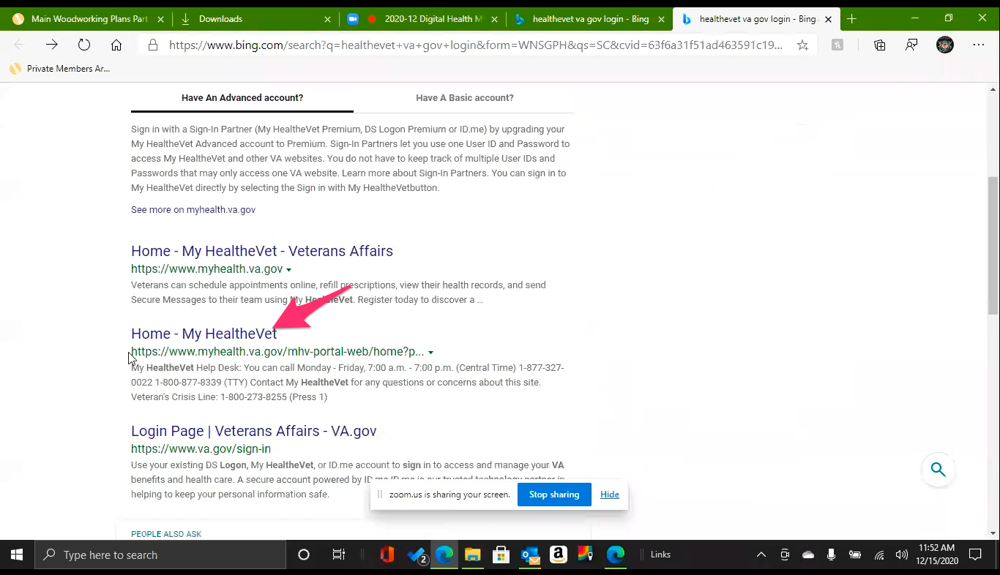 Main Woodworking Plans Part
Downloads
2020-12 Digital Health M
healthevet va gov login - Bing
healthevet va gov login - Bing
https://www.bing.com/search?q=healthevet+va+gov+login&form=WNSGPH&qs=SC&cvid=63f6a31f51ad463591c19...
Private Members Ar...
Have An Advanced account?
Have A Basic account?
Sign in with a Sign-In Partner (My HealtheVet Premium, DS Logon Premium or ID.me) by upgrading your
My HealtheVet Advanced account to Premium. Sign-In Partners let you use one User ID and Password to
access My HealtheVet and other VA websites. You do not have to keep track of multiple User IDs and
Passwords that may only access one VA website. Learn more about Sign-In Partners. You can sign in to
My HealtheVet directly by selecting the Sign in with My HealtheVetbutton.
See more on myhealth.va.gov
Home - My HealtheVet - Veterans Affairs
https://www.myhealth.va.gov
Veterans can schedule appointments online, refill prescriptions, view their health records, and send
Secure Messages to their team using My HealtheVet. Register today to discover a ...
Home - My HealtheVet
https://www.myhealth.va.gov/mhv-portal-web/home?p...
My HealtheVet Help Desk: You can call Monday - Friday, 7:00 a.m. - 7:00 p.m. (Central Time) 1-877-327-
0022 1-800-877-8339 (TTY) Contact My HealtheVet for any questions or concerns about this site.
Veteran's Crisis Line: 1-800-273-8255 (Press 1)
Login Page | Veterans Affairs - VA.gov
https://www.va.gov/sign-in
Use your existing DS Logon, My HealtheVet, or ID.me account to sign in to access and manage your VA
benefits and health care. A secure account powered by ID.me ID.me is our trusted technology partner in
helping to keep your personal information safe.
zoom.us is sharing your screen.
Stop sharing
Hide
PEOPLE ALSO ASK
Type here to search
2
Links
11:52 AM
12/15/2020